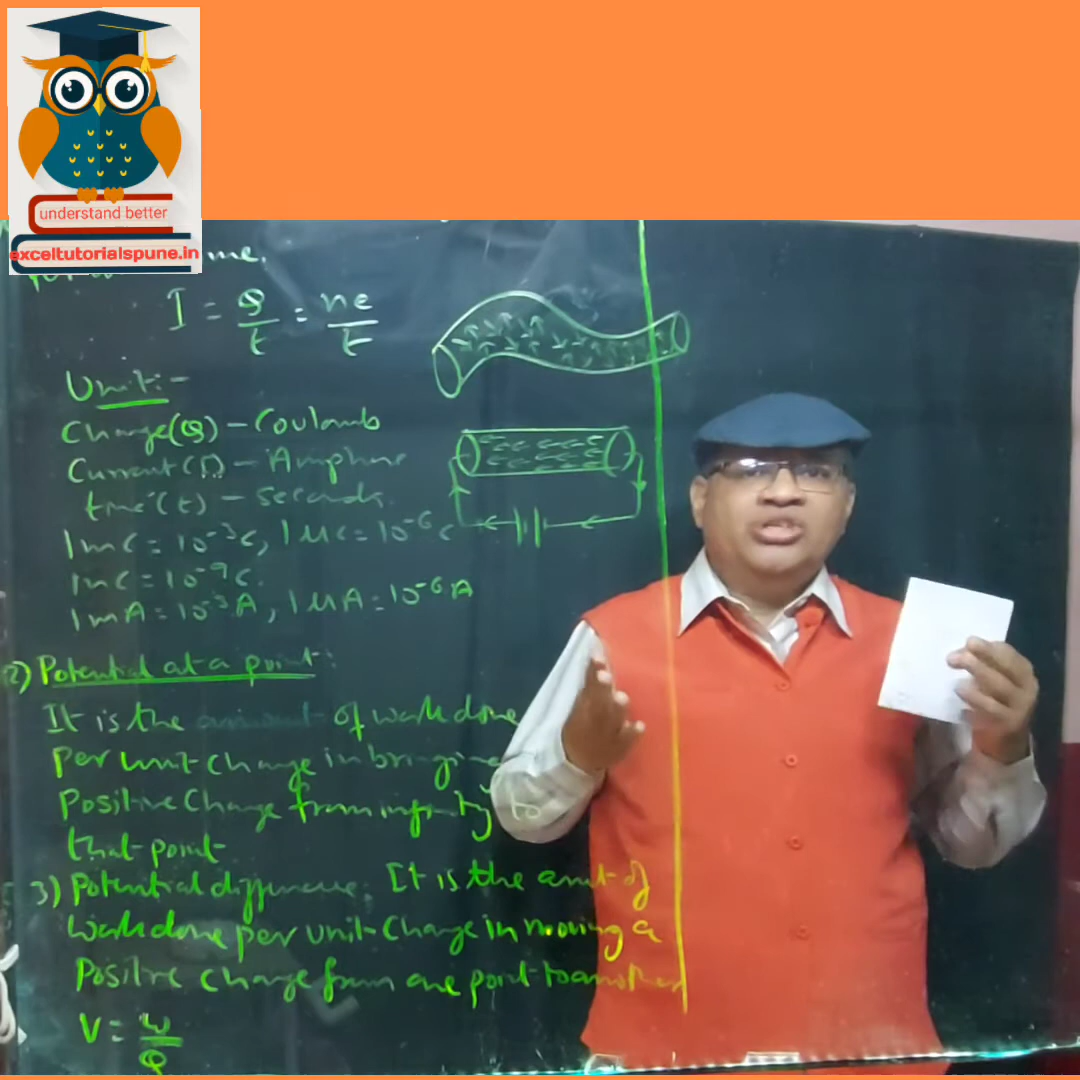 understand better
exceltutorialspune.in
me.
I = Q/t = ne/t
Unit:-
Charge(Q) - Coulomb
Current(I) - Amphere
time(t) - seconds.
1mC = 10⁻³C, 1μC = 10⁻⁶C
1nC = 10⁻⁹C.
1mA = 10⁻³A, 1μA = 10⁻⁶A
2) Potential at a point:
It is the amount of work done
per unit charge in bringing
Positive Charge from infinity to
that point
3) Potential difference: It is the amt of
work done per unit charge in moving a
Positive charge from one point to another
V = W/Q